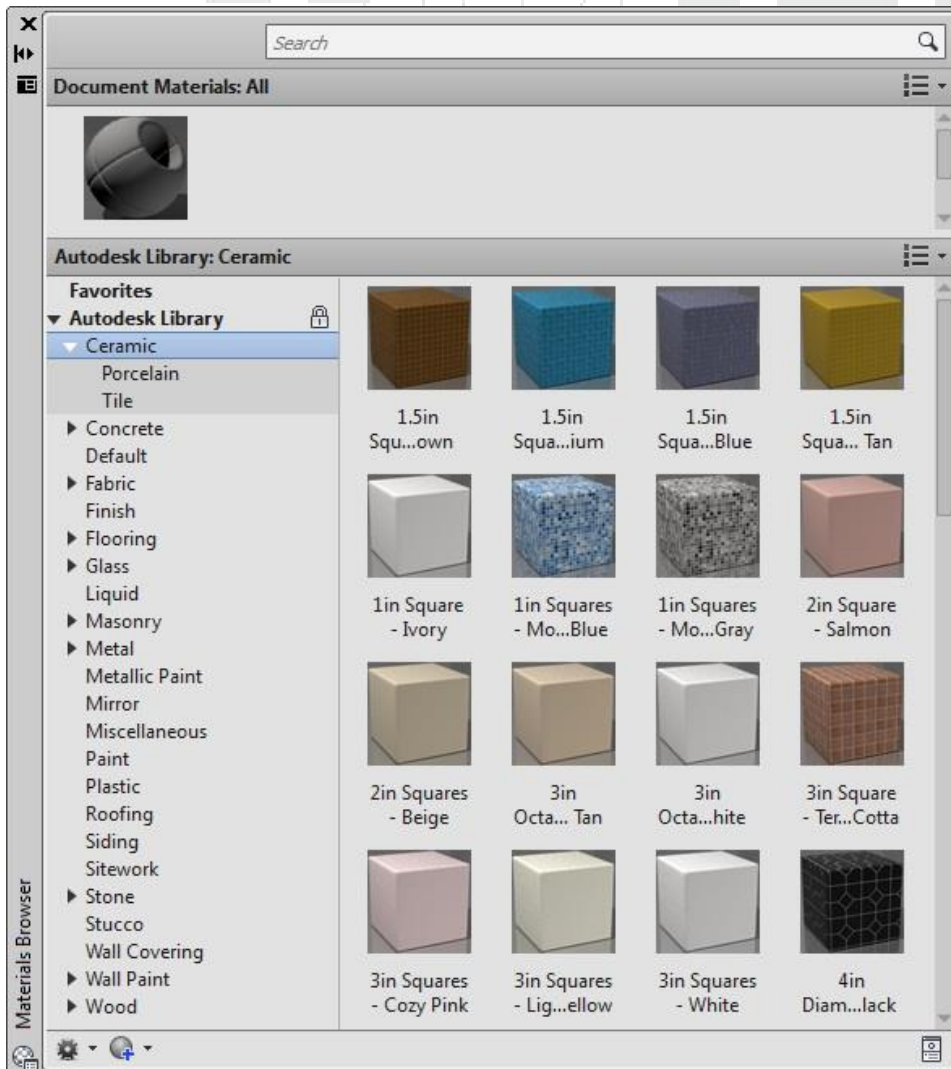 Search
Document Materials: All
Autodesk Library: Ceramic
Favorites
Autodesk Library
Ceramic
Porcelain
Tile
Concrete
Default
Fabric
Finish
Flooring
Glass
Liquid
Masonry
Metal
Metallic Paint
Mirror
Miscellaneous
Paint
Plastic
Roofing
Siding
Sitework
Stone
Stucco
Wall Covering
Wall Paint
Wood
1.5in
Squ...own
1.5in
Squa...ium
1.5in
Squa...Blue
1.5in
Squa... Tan
1in Square
- Ivory
1in Squares
- Mo...Blue
1in Squares
- Mo...Gray
2in Square
- Salmon
2in Squares
- Beige
3in
Octa... Tan
3in
Octa...hite
3in Square
- Ter...Cotta
3in Squares
- Cozy Pink
3in Squares
- Lig...ellow
3in Squares
- White
4in
Diam...lack
Materials Browser